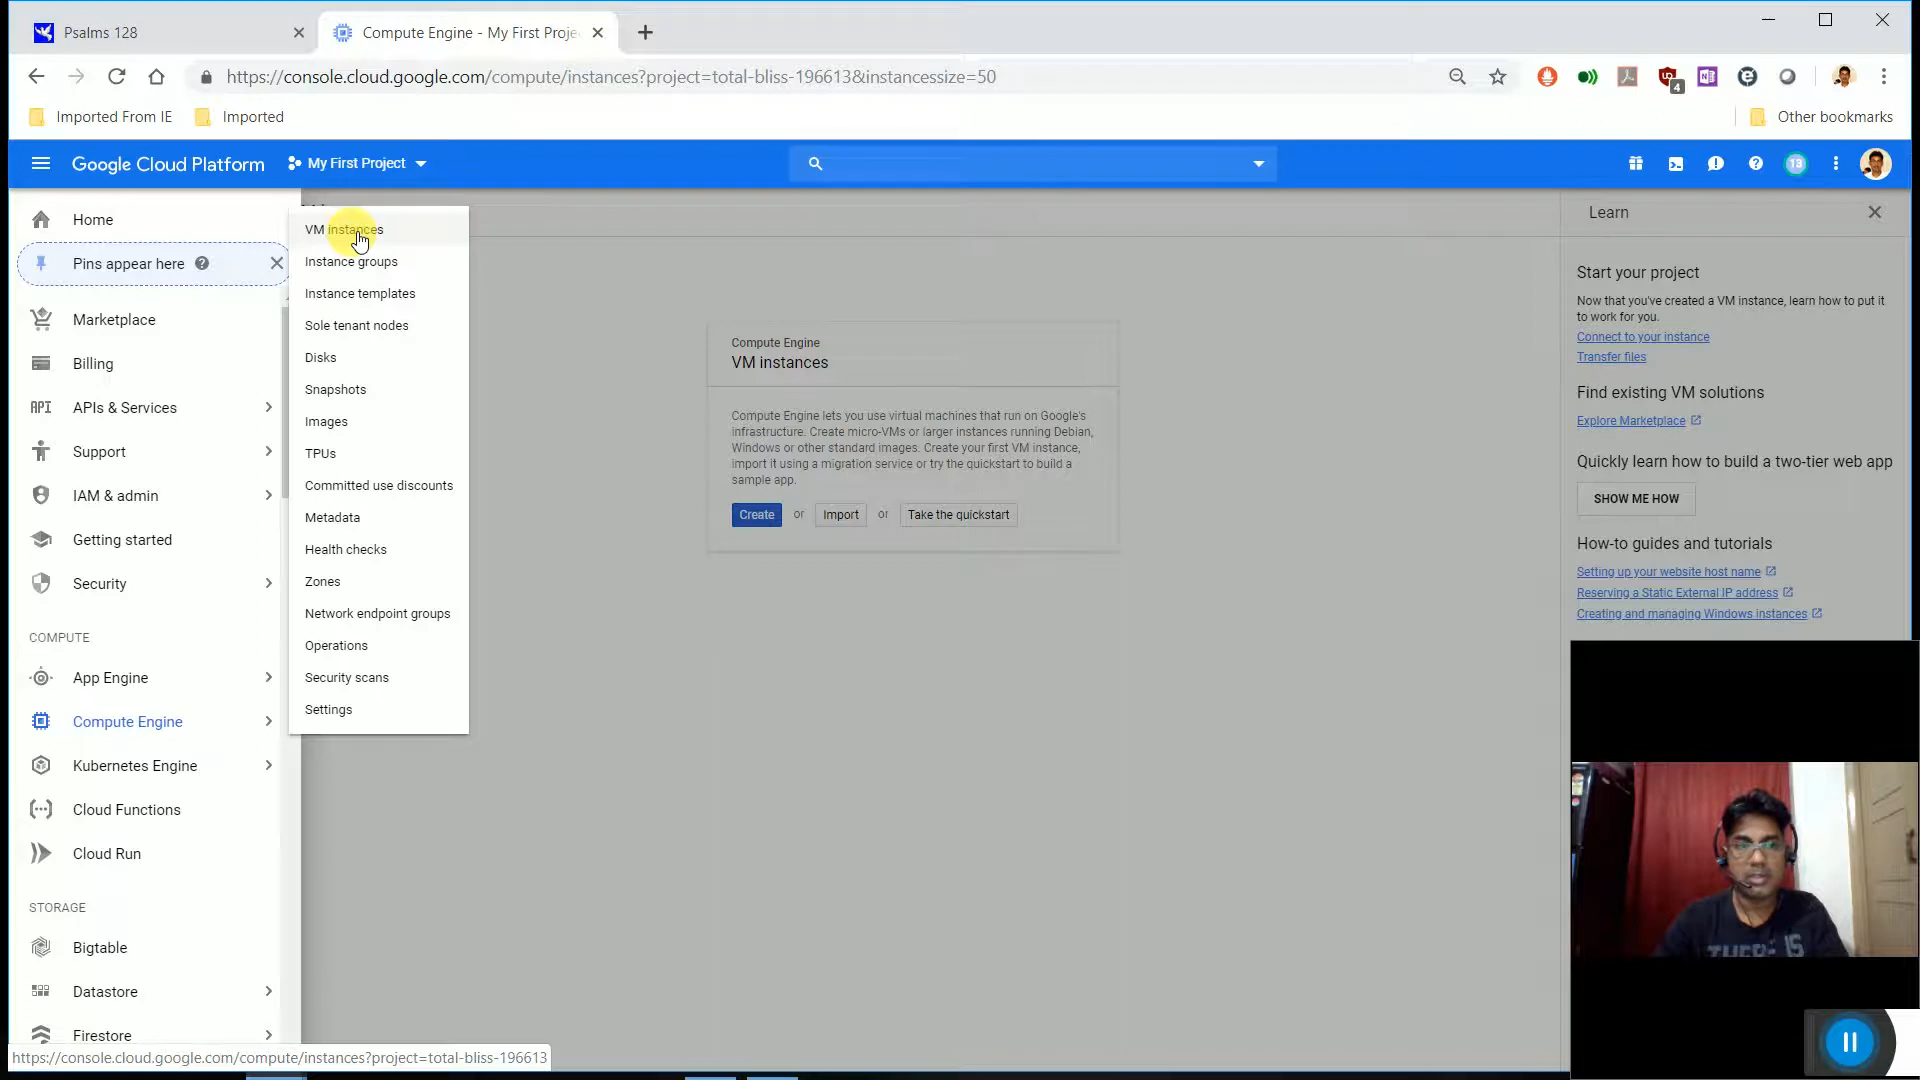 Psalms 128
Compute Engine - My First Proje
https://console.cloud.google.com/compute/instances?project=total-bliss-196613&instancessize=50
4
Imported From IE
Imported
Other bookmarks
Google Cloud Platform
My First Project
13
Home
Pins appear here
Marketplace
Billing
API APIs & Services
Support
IAM & admin
Getting started
Security
COMPUTE
App Engine
Compute Engine
Kubernetes Engine
Cloud Functions
Cloud Run
STORAGE
Bigtable
Datastore
Firestore
https://console.cloud.google.com/compute/instances?project=total-bliss-196613
VM instances
Instance groups
Instance templates
Sole tenant nodes
Disks
Snapshots
Images
TPUs
Committed use discounts
Metadata
Health checks
Zones
Network endpoint groups
Operations
Security scans
Settings
Compute Engine
VM instances
Compute Engine lets you use virtual machines that run on Google's
infrastructure. Create micro-VMs or larger instances running Debian,
Windows or other standard images. Create your first VM instance,
import it using a migration service or try the quickstart to build a
sample app.
Create or Import or Take the quickstart
Learn
Start your project
Now that you've created a VM instance, learn how to put it
to work for you.
Connect to your instance
Transfer files
Find existing VM solutions
Explore Marketplace
Quickly learn how to build a two-tier web app
SHOW ME HOW
How-to guides and tutorials
Setting up your website host name
Reserving a Static External IP address
Creating and managing Windows instances
THERE IS